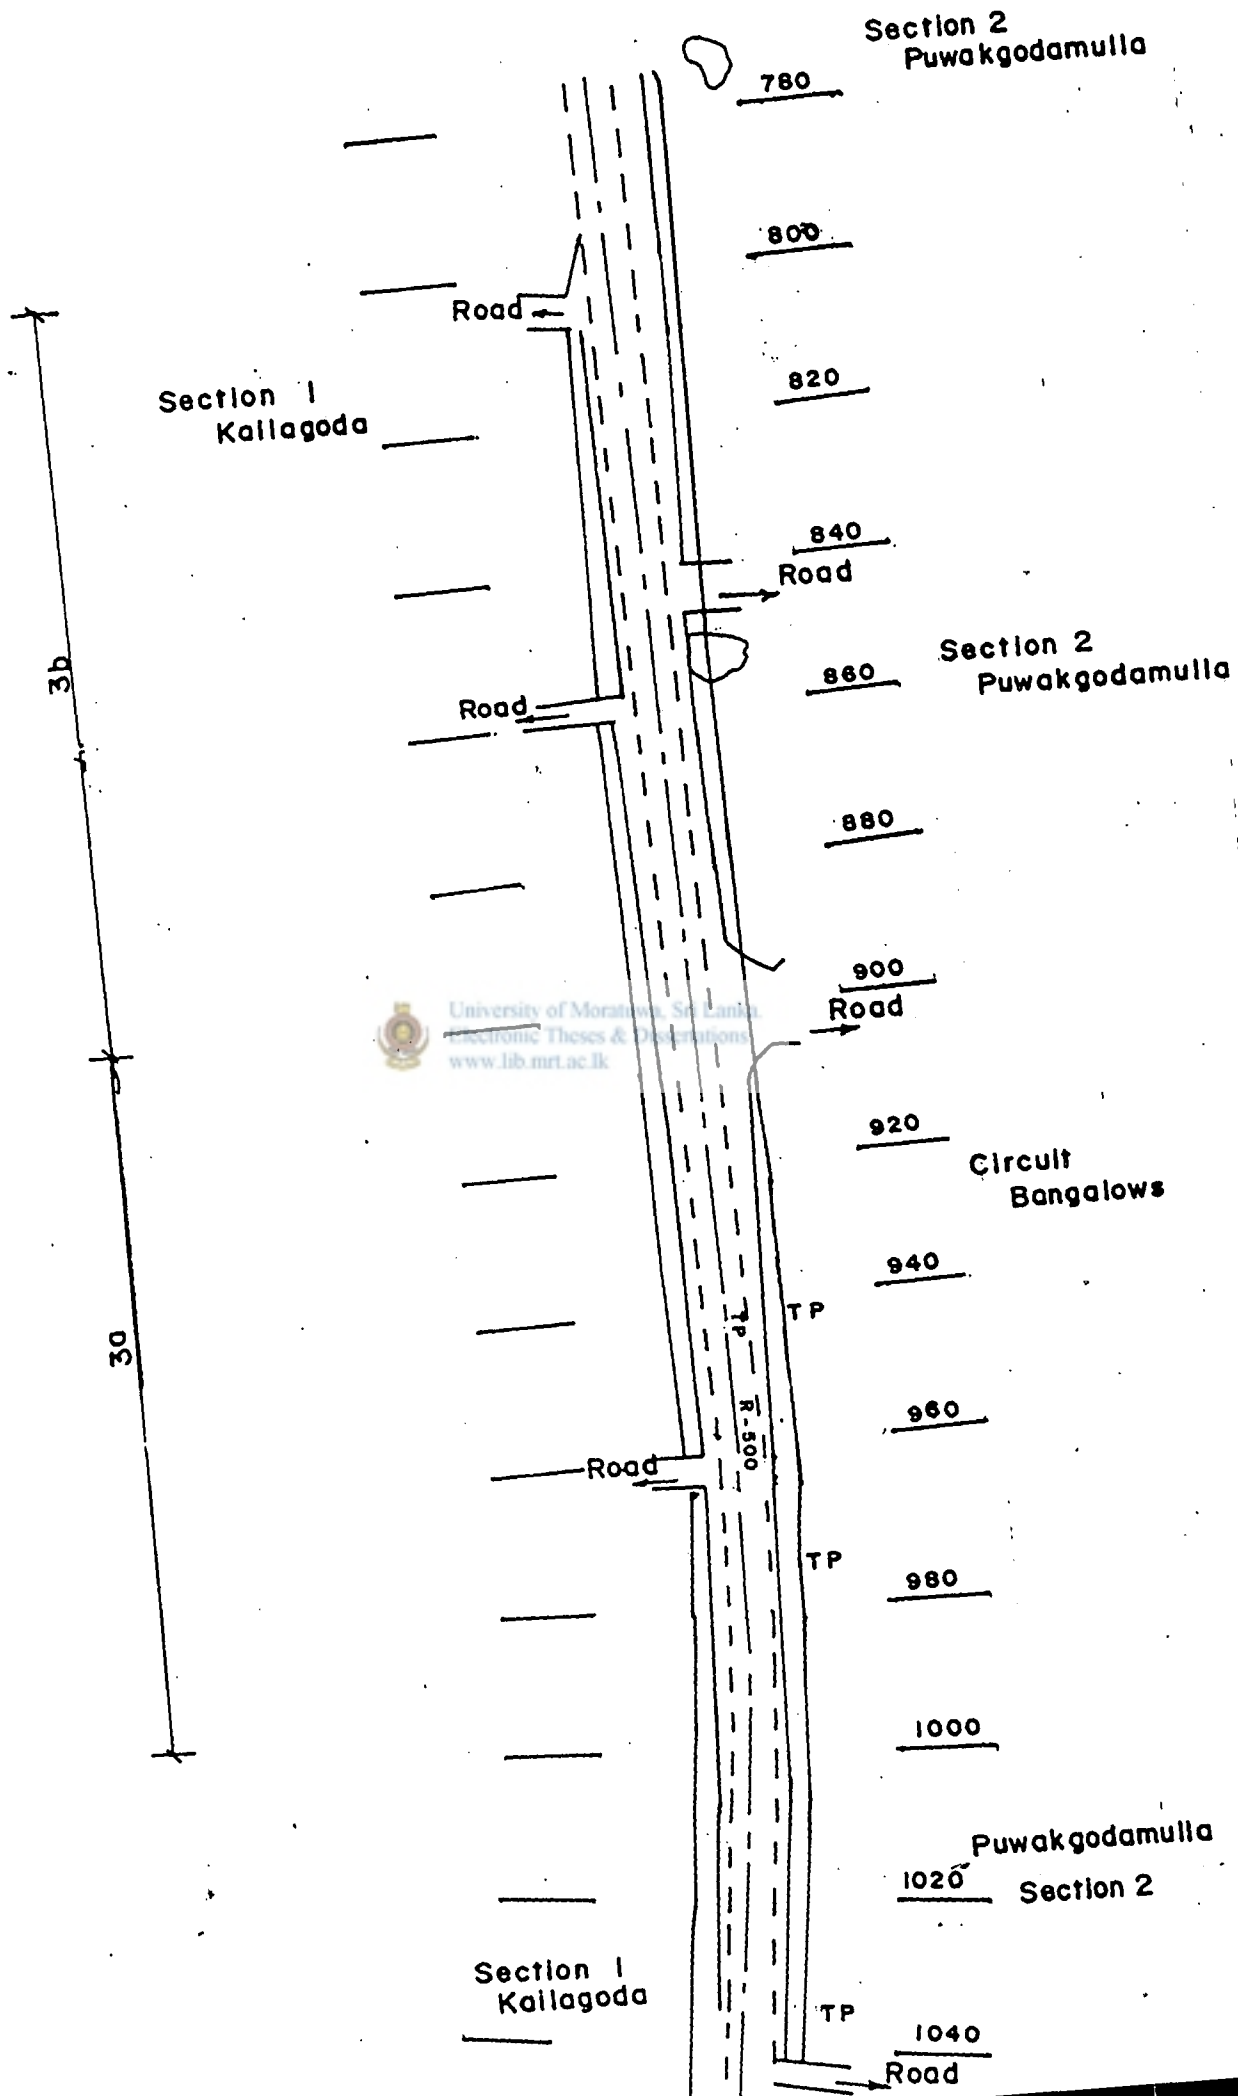 Section 2
Puwakgodamulla
780
800
Road
820
Section 1
Kailagoda
840
Road
Section 2
Puwakgodamulla
3b
860
Road
880
900
Road
University of Moratuwa, Sri Lanka.
Electronic Theses & Dissertations
www.lib.mrt.ac.lk
920
Circuit
Bangalows
940
TP
TP
3a
R-500
960
Road
TP
980
1000
Puwakgodamulla
1020
Section 2
Section 1
Kailagoda
TP
1040
Road